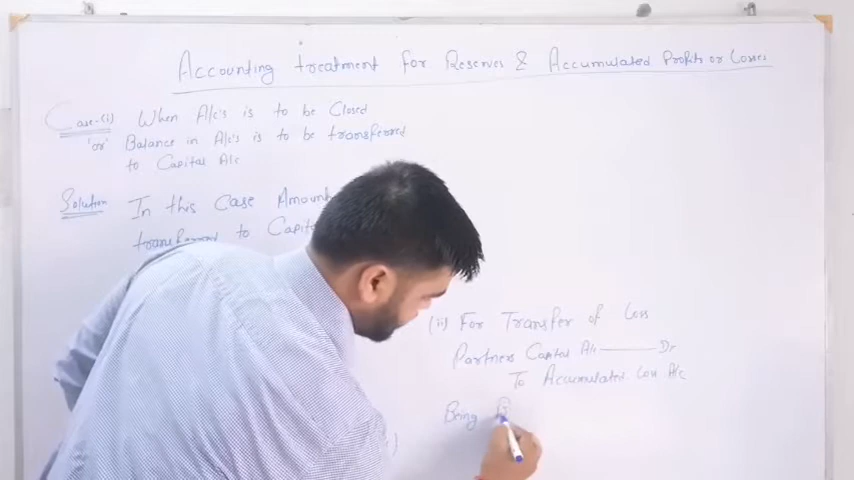 Accounting treatment for Reserves & Accumulated Profits or Losses
Case-(i) When A/c's is to be Closed
'or' Balance in A/c's is to be transferred
to Capital A/c
Solution In this Case Amount
transferred to Capita
(ii) For Transfer of Loss
Partners Capital A/c ——— Dr
To Accumulated Loss A/c
Being